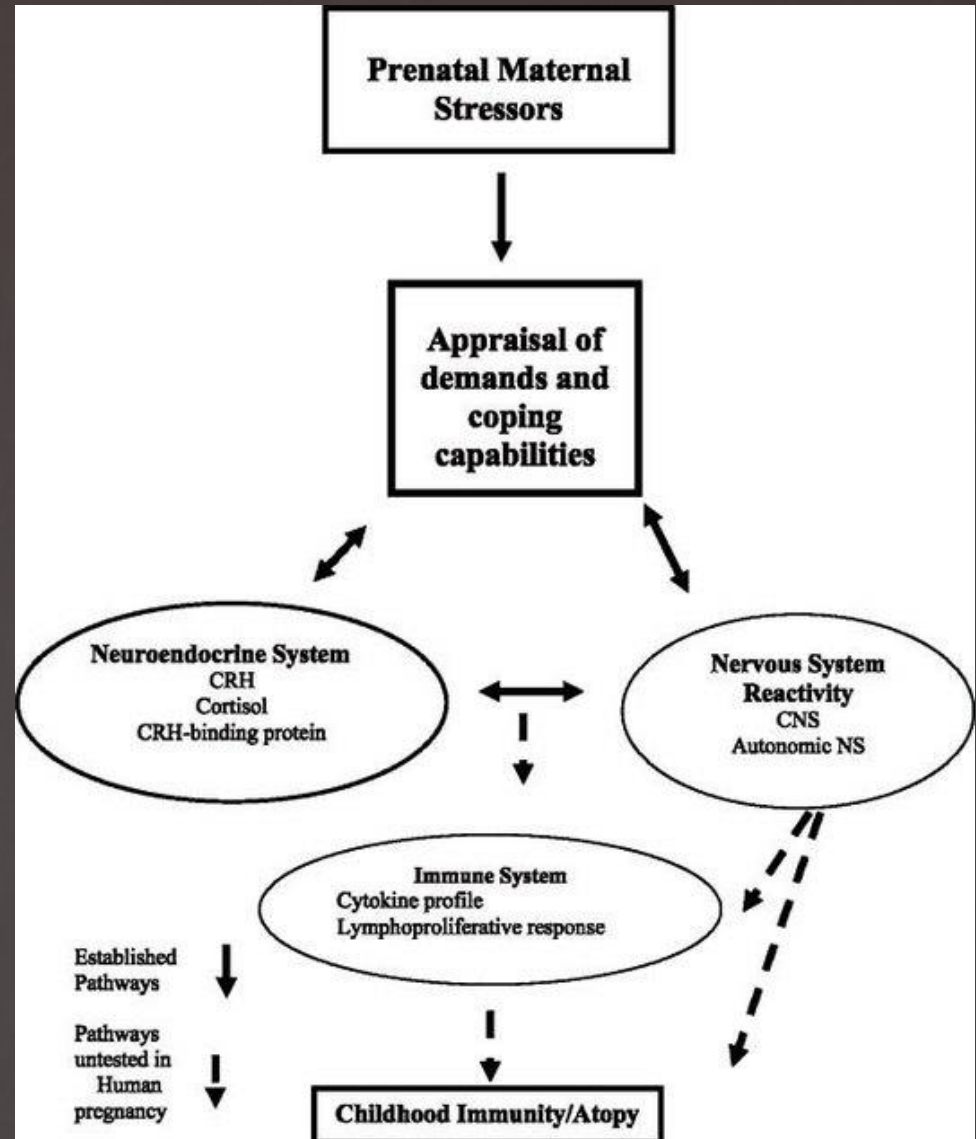 Prenatal Maternal
Stressors
Appraisal of
demands and
coping
capabilities
Neuroendocrine System
CRH
Cortisol
CRH-binding protein
Nervous System
Reactivity
CNS
Autonomic NS
Immune System
Cytokine profile
Lymphoproliferative response
Established
Pathways
Pathways
untested in
Human
pregnancy
Childhood Immunity/Atopy